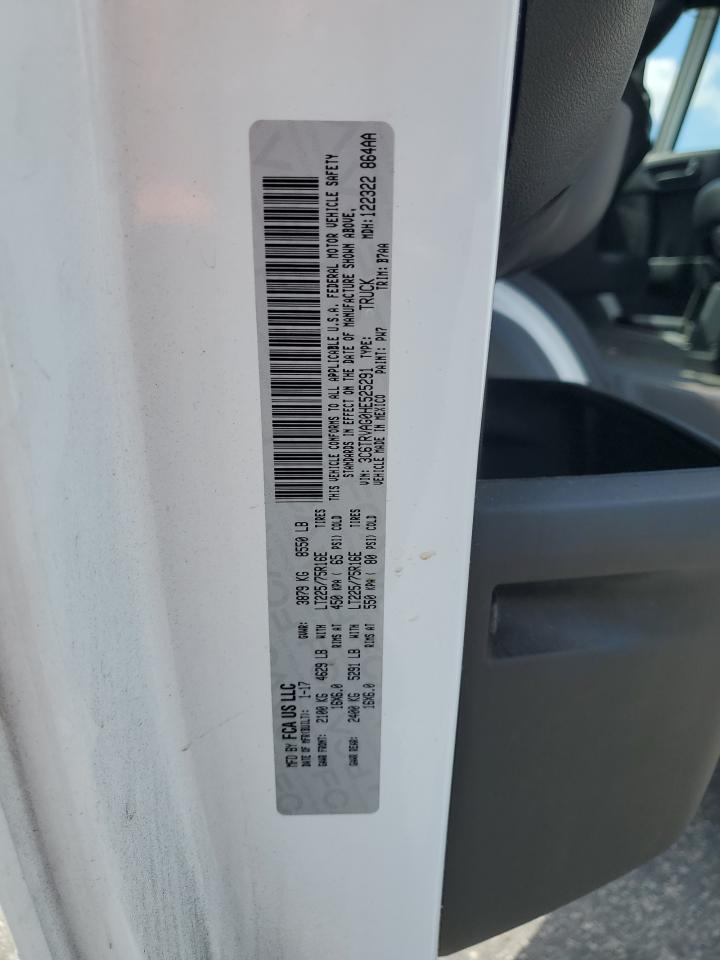 MFD BY FCA US LLC
DATE OF MFR(BUILT): 1-17 GVWR: 3879 KG 8550 LB
GAWR FRONT: 2100 KG 4629 LB WITH LT225/75R16E TIRES
16X6.0 RIMS AT 450 KPA ( 65 PSI) COLD
GAWR REAR: 2400 KG 5291 LB WITH LT225/75R16E TIRES
16X6.0 RIMS AT 550 KPA ( 80 PSI) COLD
THIS VEHICLE CONFORMS TO ALL APPLICABLE U.S.A. FEDERAL MOTOR VEHICLE SAFETY
STANDARDS IN EFFECT ON THE DATE OF MANUFACTURE SHOWN ABOVE.
VIN: 3C6TRVAG0HE525291 TYPE: TRUCK MDH: 122322 864AA
VEHICLE MADE IN MEXICO PAINT: PW7 TRIM: B7AA